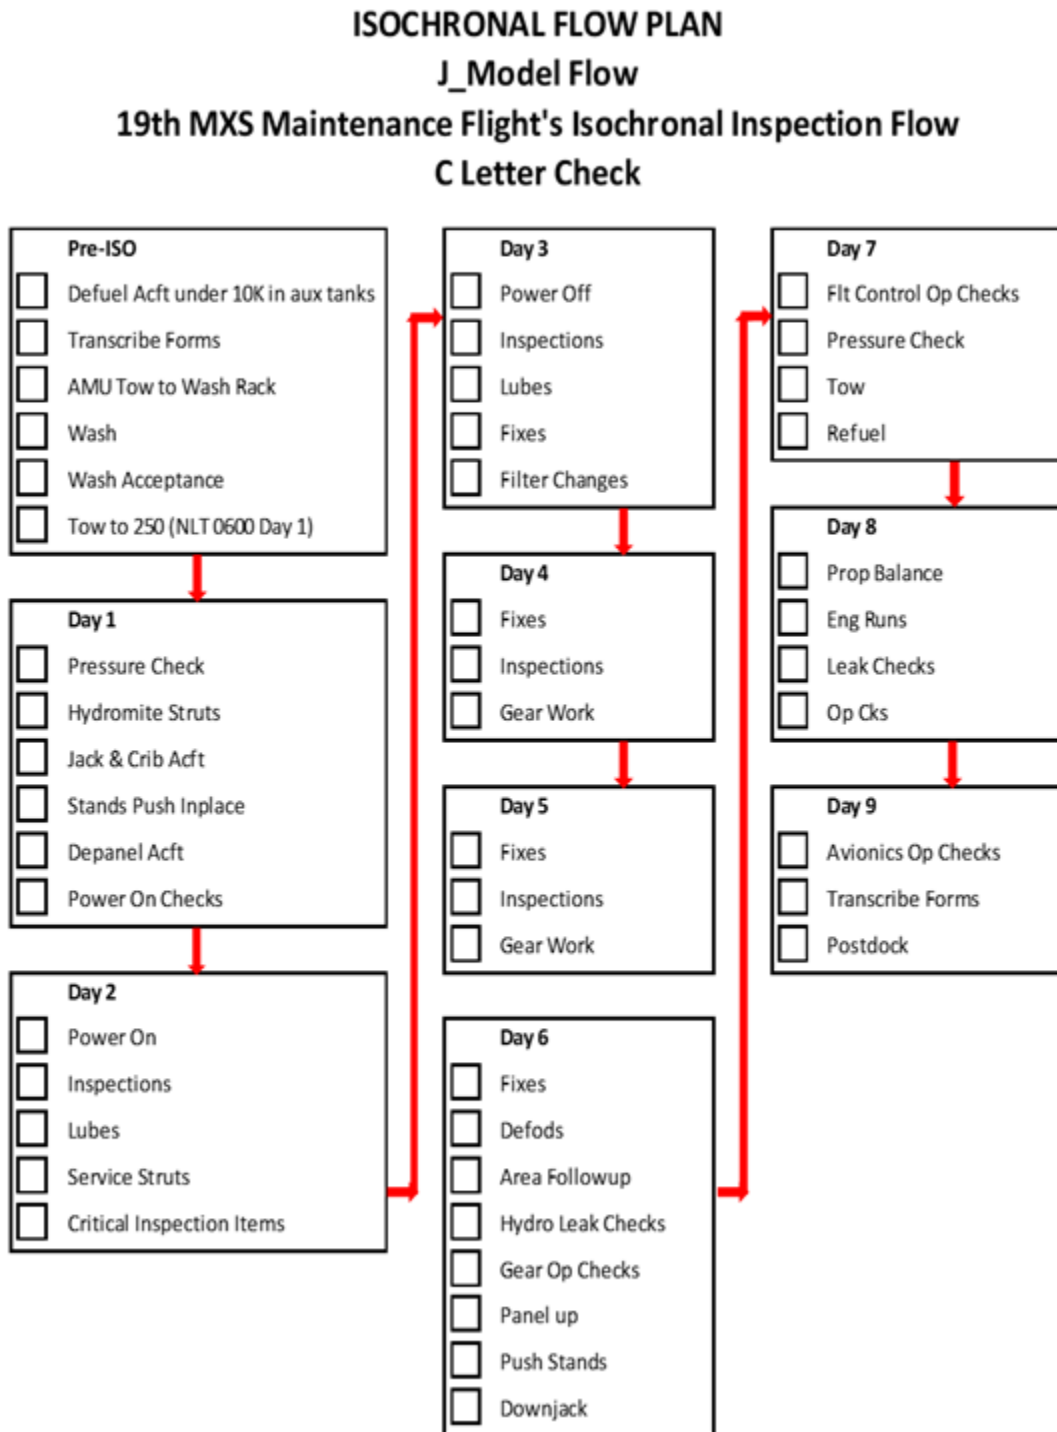 ISOCHRONAL FLOW PLAN
J_Model Flow
19th MXS Maintenance Flight's Isochronal Inspection Flow
C Letter Check
Pre-ISO
Defuel Acft under 10K in aux tanks
Transcribe Forms
AMU Tow to Wash Rack
Wash
Wash Acceptance
Tow to 250 (NLT 0600 Day 1)
Day 1
Pressure Check
Hydromite Struts
Jack & Crib Acft
Stands Push Inplace
Depanel Acft
Power On Checks
Day 2
Power On
Inspections
Lubes
Service Struts
Critical Inspection Items
Day 3
Power Off
Inspections
Lubes
Fixes
Filter Changes
Day 4
Fixes
Inspections
Gear Work
Day 5
Fixes
Inspections
Gear Work
Day 6
Fixes
Defods
Area Followup
Hydro Leak Checks
Gear Op Checks
Panel up
Push Stands
Downjack
Day 7
Flt Control Op Checks
Pressure Check
Tow
Refuel
Day 8
Prop Balance
Eng Runs
Leak Checks
Op Cks
Day 9
Avionics Op Checks
Transcribe Forms
Postdock